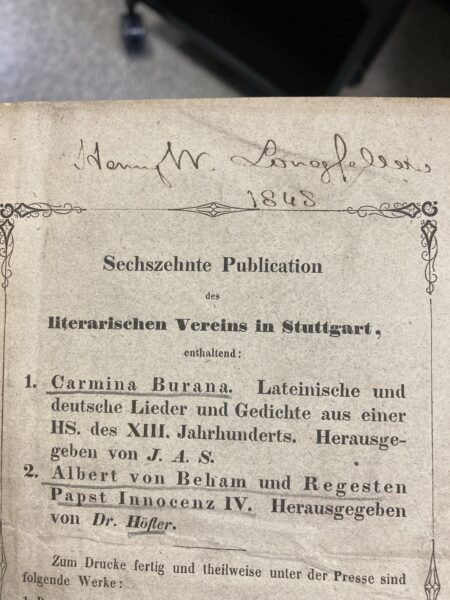 Henry W. Longfellow
1848
Sechszehnte Publication
des
literarischen Vereins in Stuttgart,
enthaltend:
1. Carmina Burana. Lateinische und
deutsche Lieder und Gedichte aus einer
HS. des XIII. Jahrhunderts. Herausge-
geben von J. A. S.
2. Albert von Beham und Regesten
Papst Innocenz IV. Herausgegeben
von Dr. Höfler.
Zum Drucke fertig und theilweise unter der Presse sind
folgende Werke: